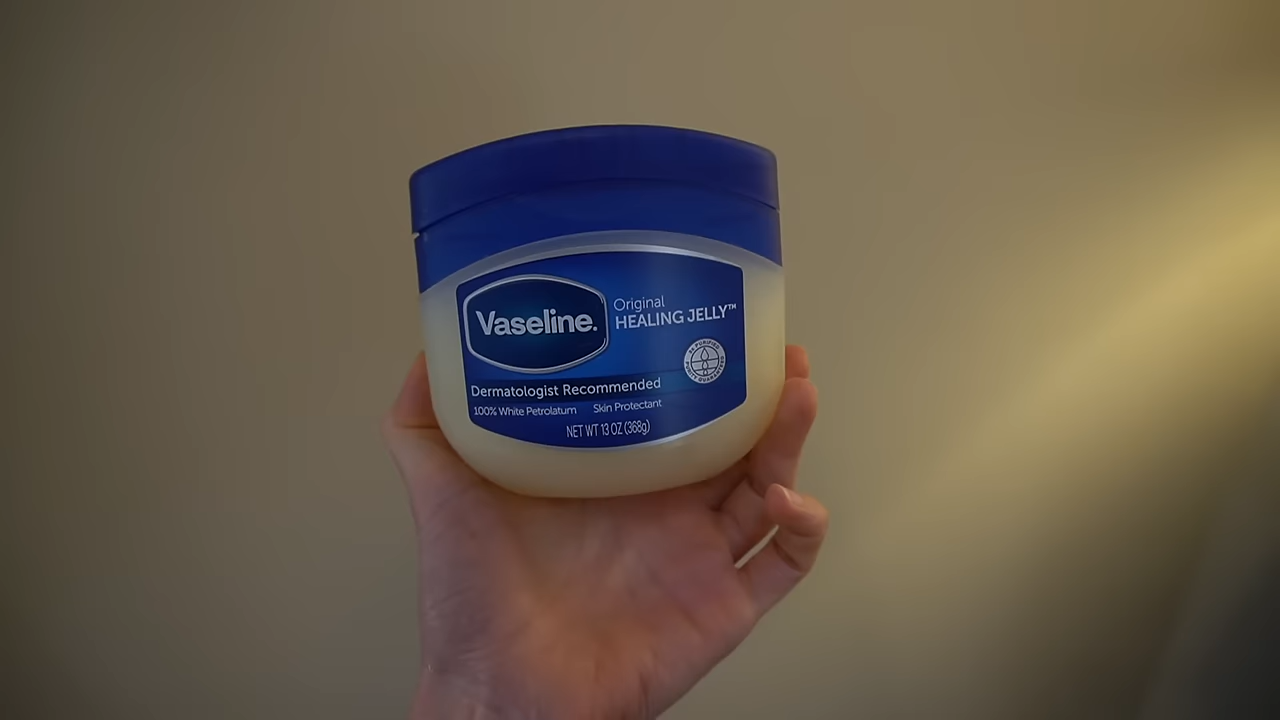 Vaseline.
Original
HEALING JELLY™
Dermatologist Recommended
100% White Petrolatum Skin Protectant
NET WT 13 OZ (368g)